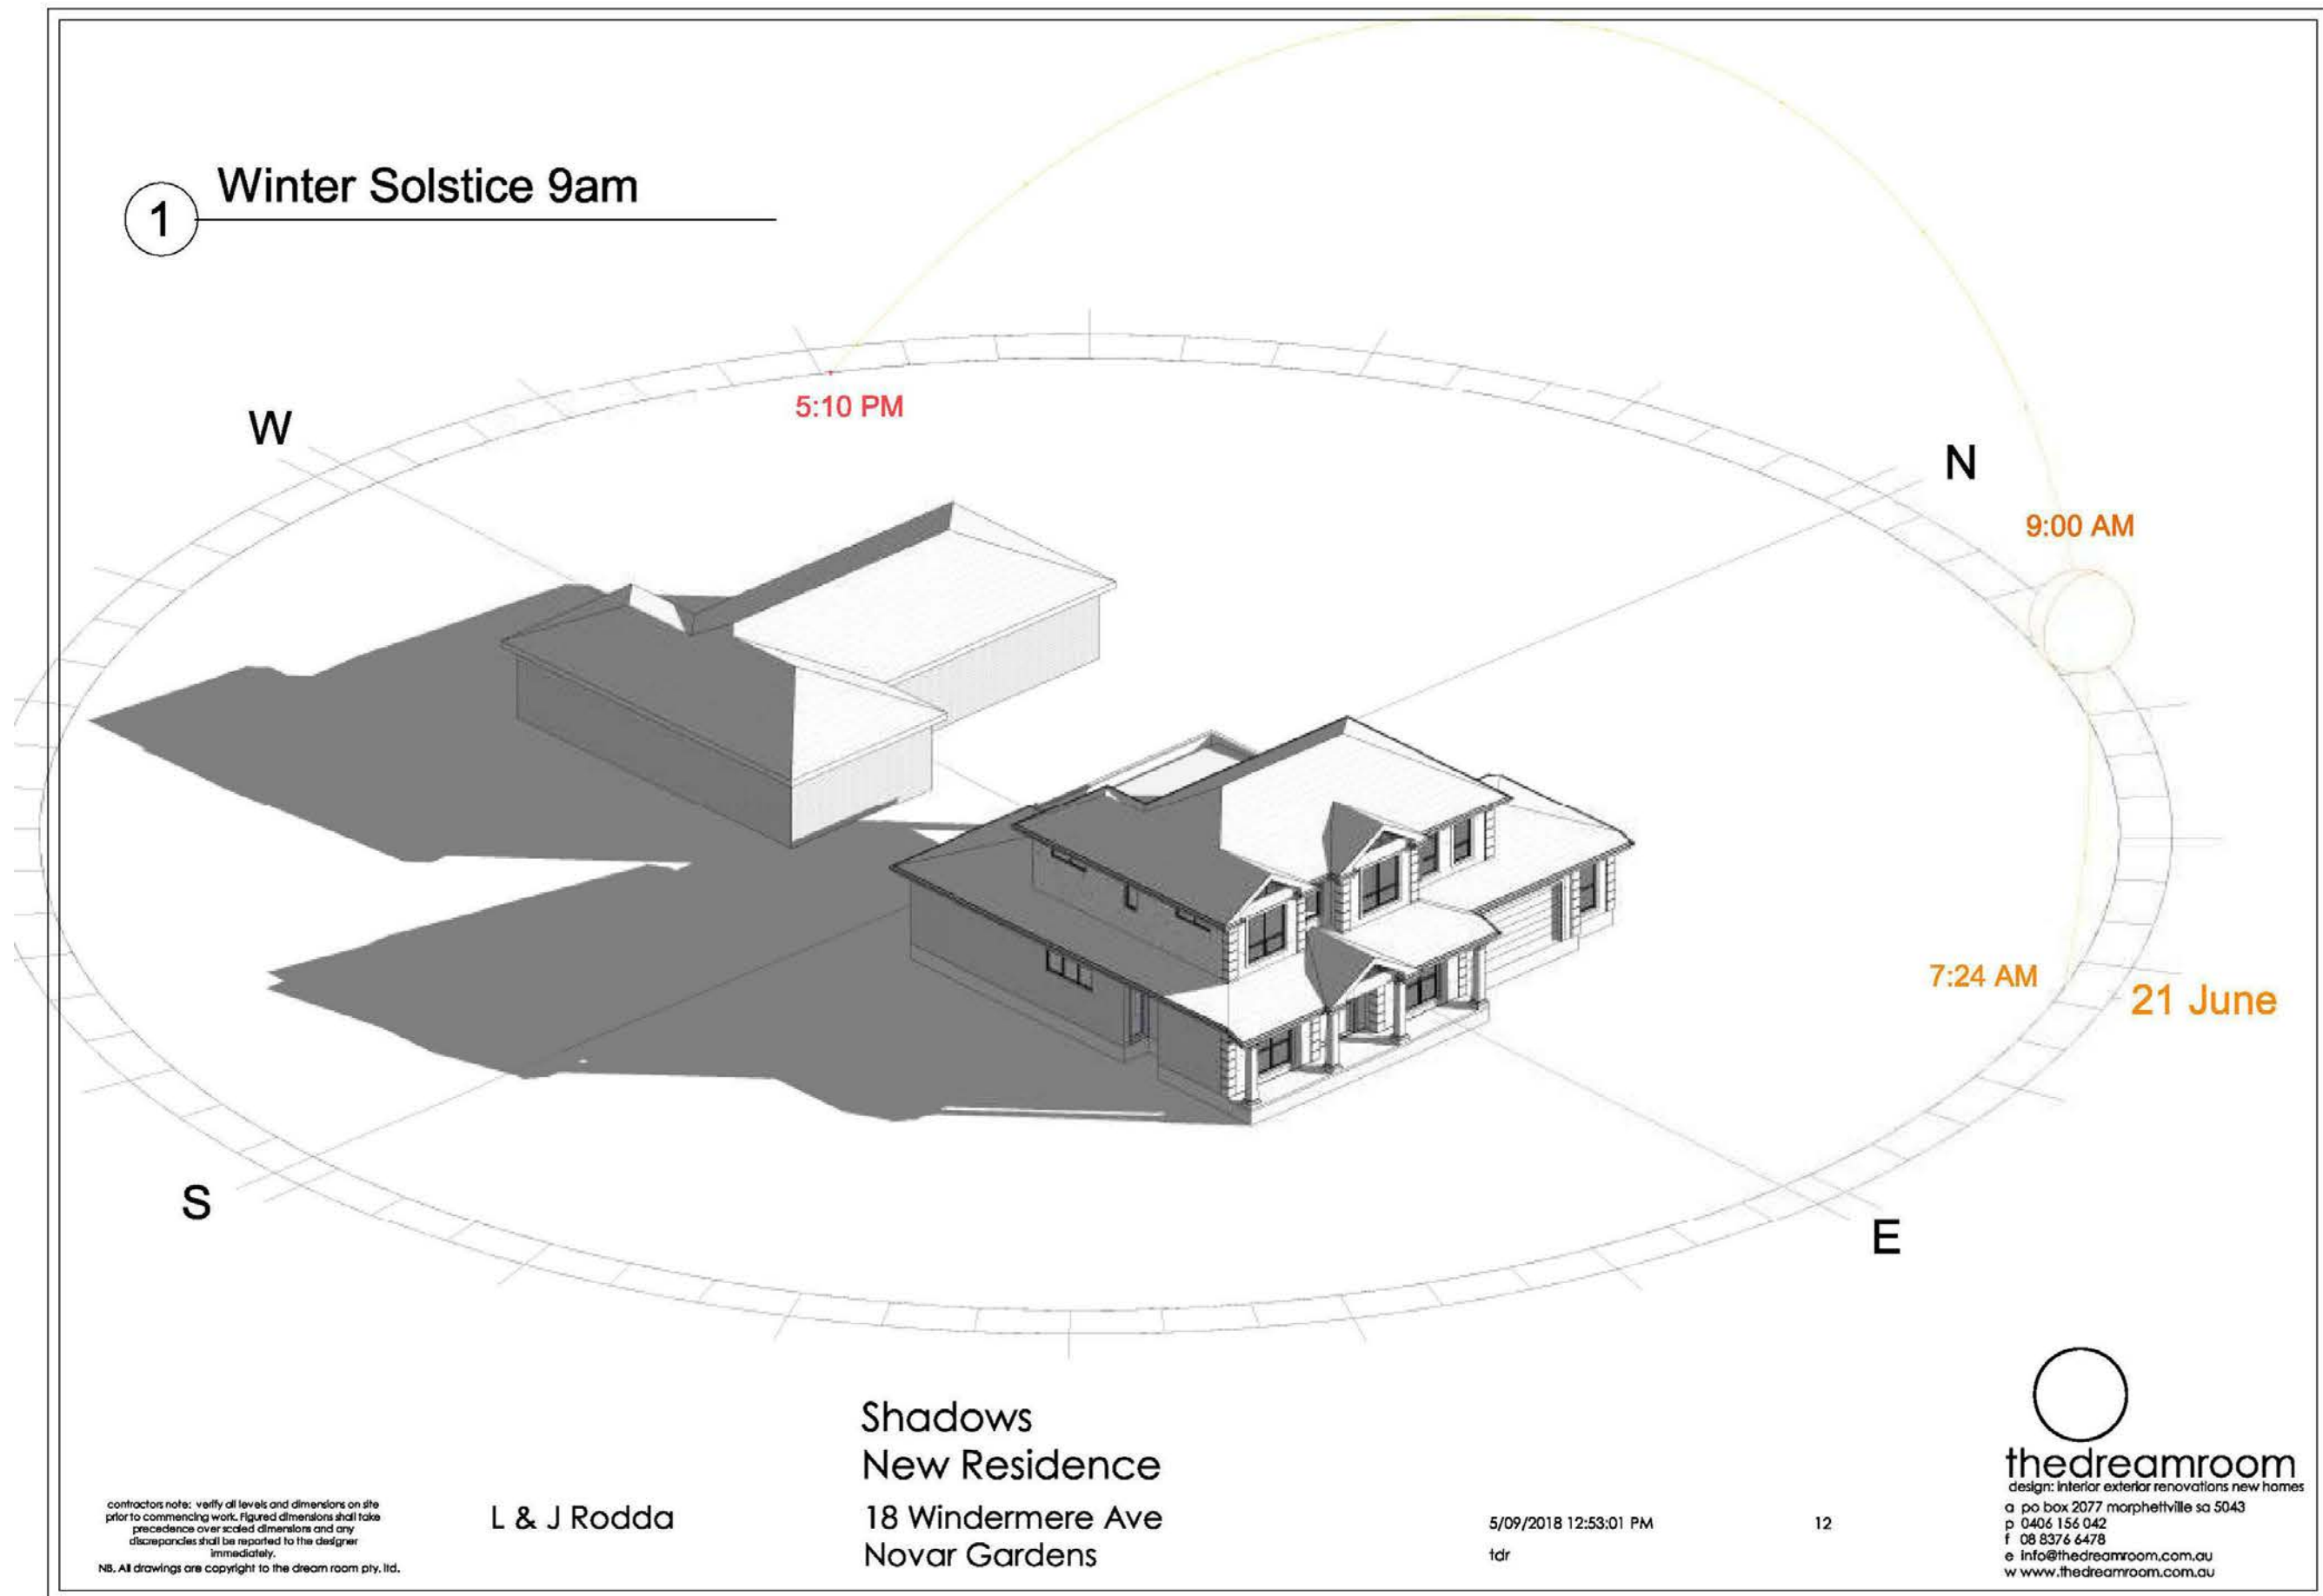 1
Winter Solstice 9am
5:10 PM
W
N
9:00 AM
7:24 AM
21 June
S
E
Shadows
New Residence
18 Windermere Ave
Novar Gardens
contractors note: verify all levels and dimensions on site
prior to commencing work. Figured dimensions shall take
precedence over scaled dimensions and any
discrepancies shall be reported to the designer
immediately.
NB. All drawings are copyright to the dream room pty. ltd.
L & J Rodda
5/09/2018 12:53:01 PM
tdr
12
thedreamroom
design: interior exterior renovations new homes
a po box 2077 morphettville sa 5043
p 0406 156 042
f 08 8376 6478
e info@thedreamroom.com.au
w www.thedreamroom.com.au